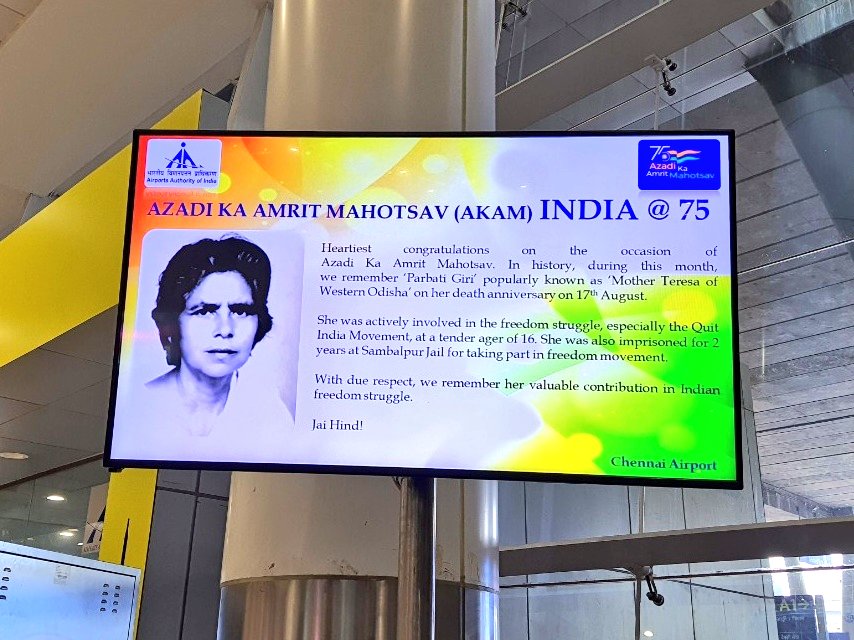 भारतीय विमानपत्तन प्राधिकरण
Airports Authority of India
75
Azadi Ka
Amrit Mahotsav
AZADI KA AMRIT MAHOTSAV (AKAM) INDIA @ 75
Heartiest congratulations on the occasion of
Azadi Ka Amrit Mahotsav. In history, during this month,
we remember ‘Parbati Giri’ popularly known as ‘Mother Teresa of
Western Odisha’ on her death anniversary on 17th August.
She was actively involved in the freedom struggle, especially the Quit
India Movement, at a tender ager of 16. She was also imprisoned for 2
years at Sambalpur Jail for taking part in freedom movement.
With due respect, we remember her valuable contribution in Indian
freedom struggle.
Jai Hind!
Chennai Airport